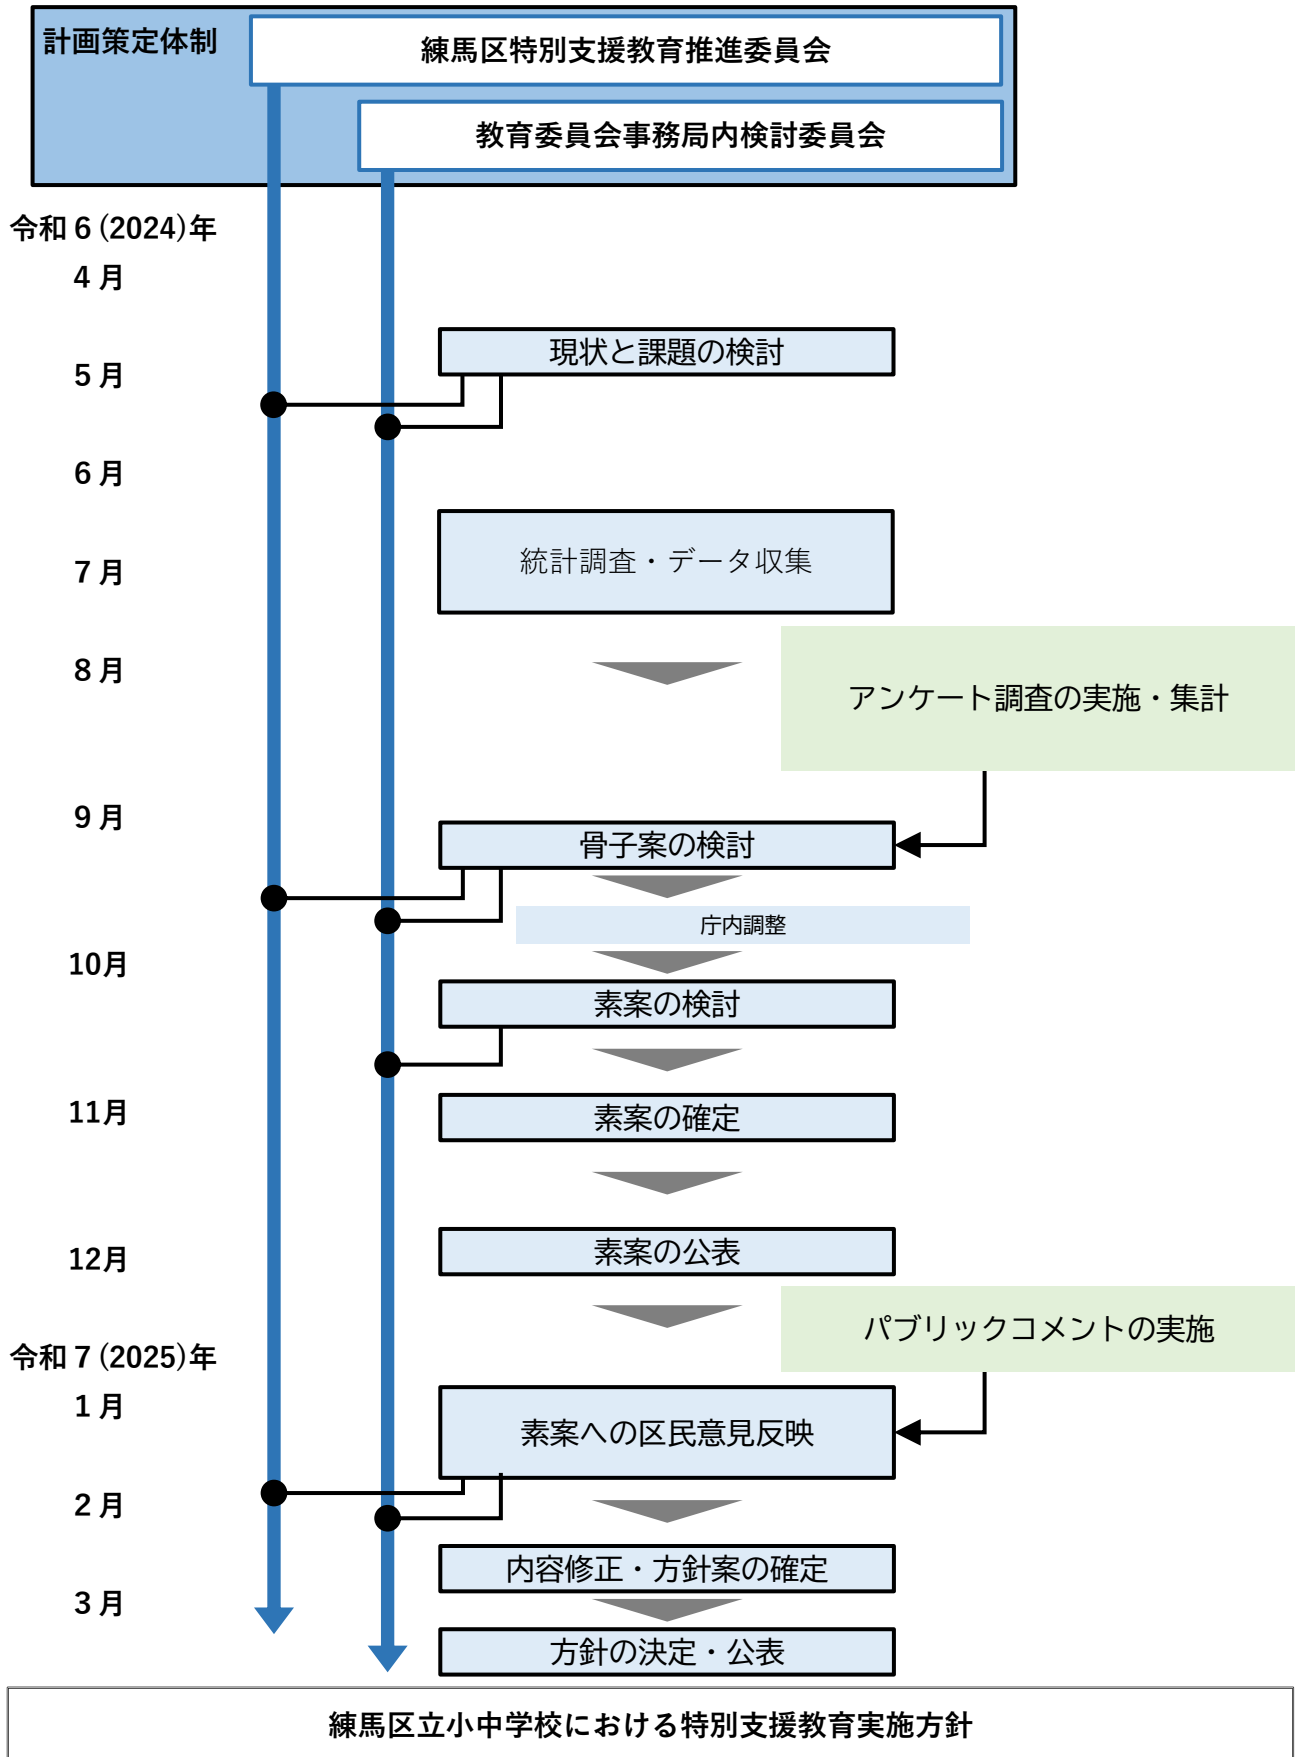 計画策定体制
練馬区特別支援教育推進委員会
教育委員会事務局内検討委員会
令和６(2024)年
４月
現状と課題の検討
５月
６月
統計調査・データ収集
７月
８月
アンケート調査の実施・集計
９月
骨子案の検討
庁内調整
10月
素案の検討
11月
素案の確定
12月
素案の公表
パブリックコメントの実施
令和７(2025)年
１月
素案への区民意見反映
２月
内容修正・方針案の確定
３月
方針の決定・公表
練馬区立小中学校における特別支援教育実施方針